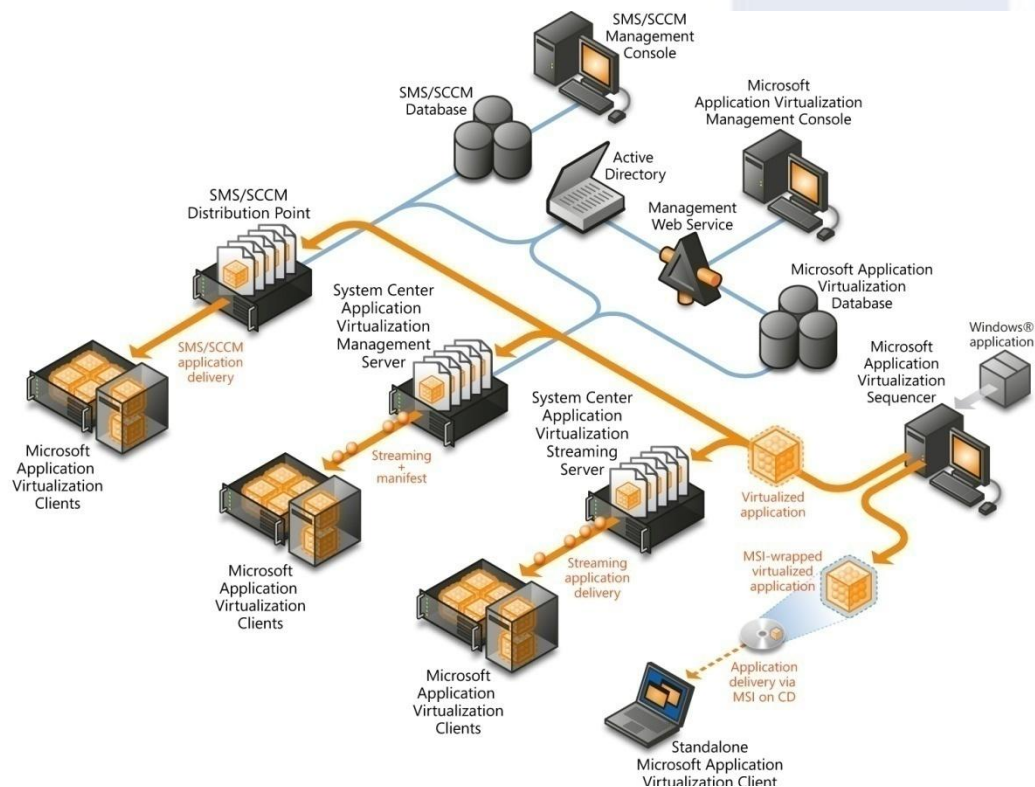 SMS/SCCM
Management
Console
SMS/SCCM
Database
Microsoft
Application Virtualization
Management Console
Active
Directory
SMS/SCCM
Distribution Point
Management
Web Service
System Center
Application
Virtualization
Management
Server
Microsoft Application
Virtualization
Database
Windows®
application
Microsoft
Application
Virtualization
Sequencer
SMS/SCCM
application
delivery
System Center
Application
Virtualization
Streaming
Server
Microsoft
Application
Virtualization
Clients
Streaming
+
manifest
Virtualized
application
Microsoft
Application
Virtualization
Clients
Streaming
application
delivery
MSI-wrapped
virtualized
application
Microsoft
Application
Virtualization
Clients
Application
delivery via
MSI on CD
Standalone
Microsoft Application
Virtualization Client